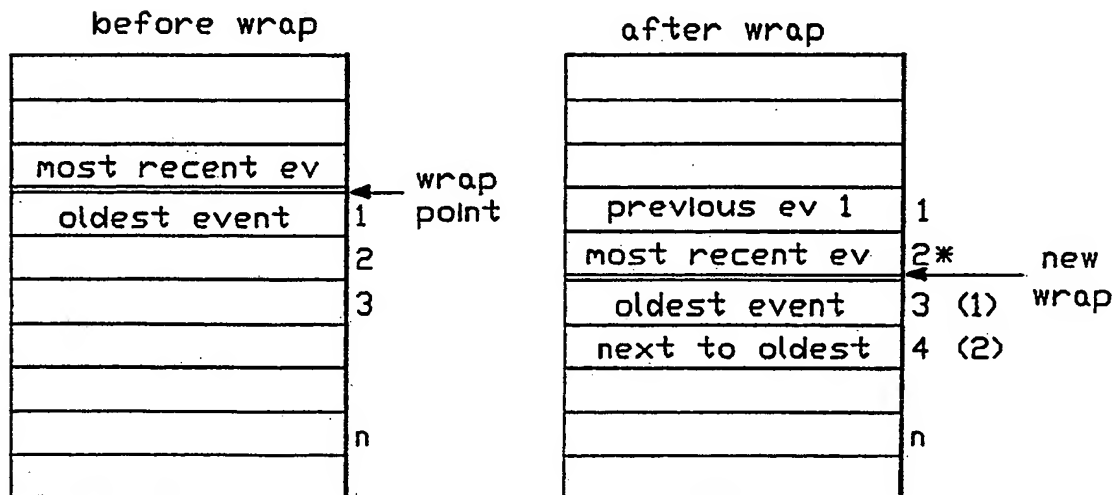 before wrap
most recent ev
wrap
point
oldest event
1
2
3
n
after wrap
previous ev 1
1
most recent ev
2*
new
wrap
oldest event
3 (1)
next to oldest
4 (2)
n